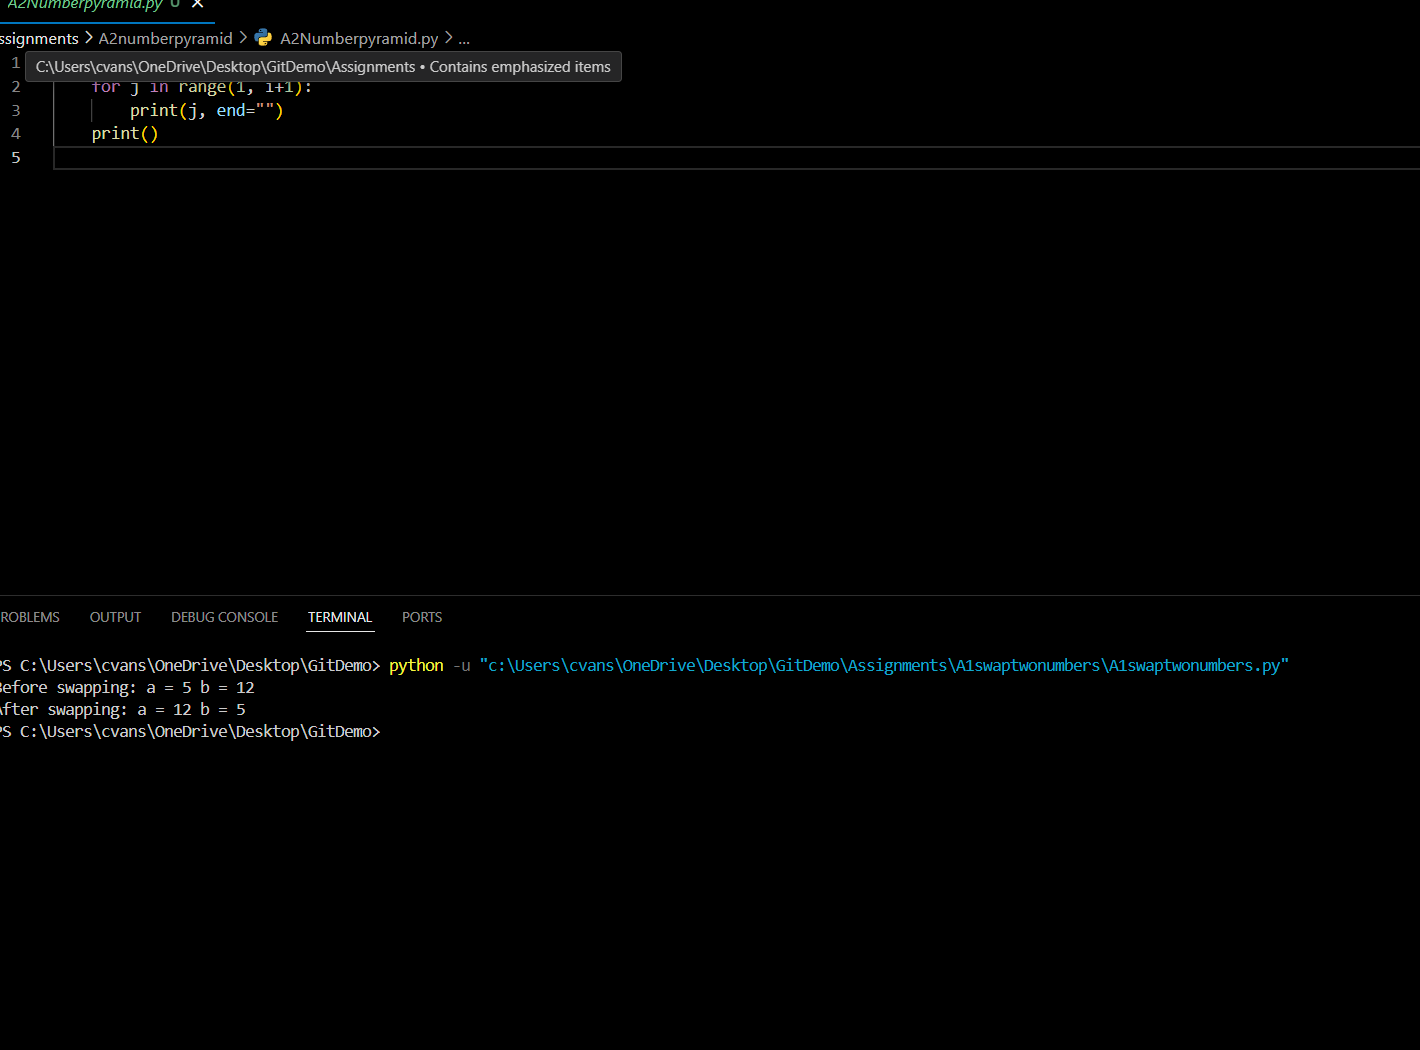 A2Numberpyramid.py U ×
ssignments > A2numberpyramid > A2Numberpyramid.py > ...
1
C:\Users\cvans\OneDrive\Desktop\GitDemo\Assignments • Contains emphasized items
2 for j in range(1, i+1):
3 print(j, end="")
4 print()
5
ROBLEMS OUTPUT DEBUG CONSOLE TERMINAL PORTS
PS C:\Users\cvans\OneDrive\Desktop\GitDemo> python -u "c:\Users\cvans\OneDrive\Desktop\GitDemo\Assignments\A1swaptwonumbers\A1swaptwonumbers.py"
Before swapping: a = 5 b = 12
After swapping: a = 12 b = 5
PS C:\Users\cvans\OneDrive\Desktop\GitDemo>